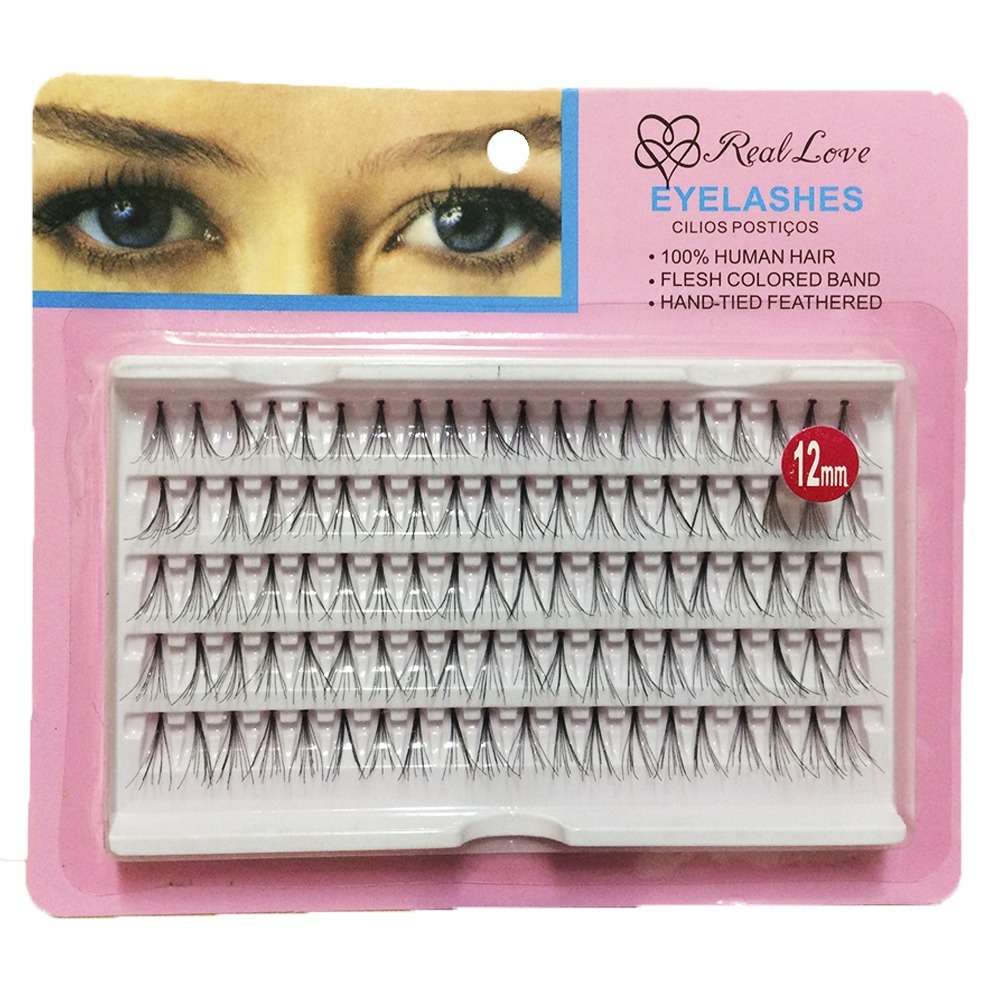 Real Love
EYELASHES
CILIOS POSTIÇOS
• 100% HUMAN HAIR
• FLESH COLORED BAND
• HAND-TIED FEATHERED
12mm